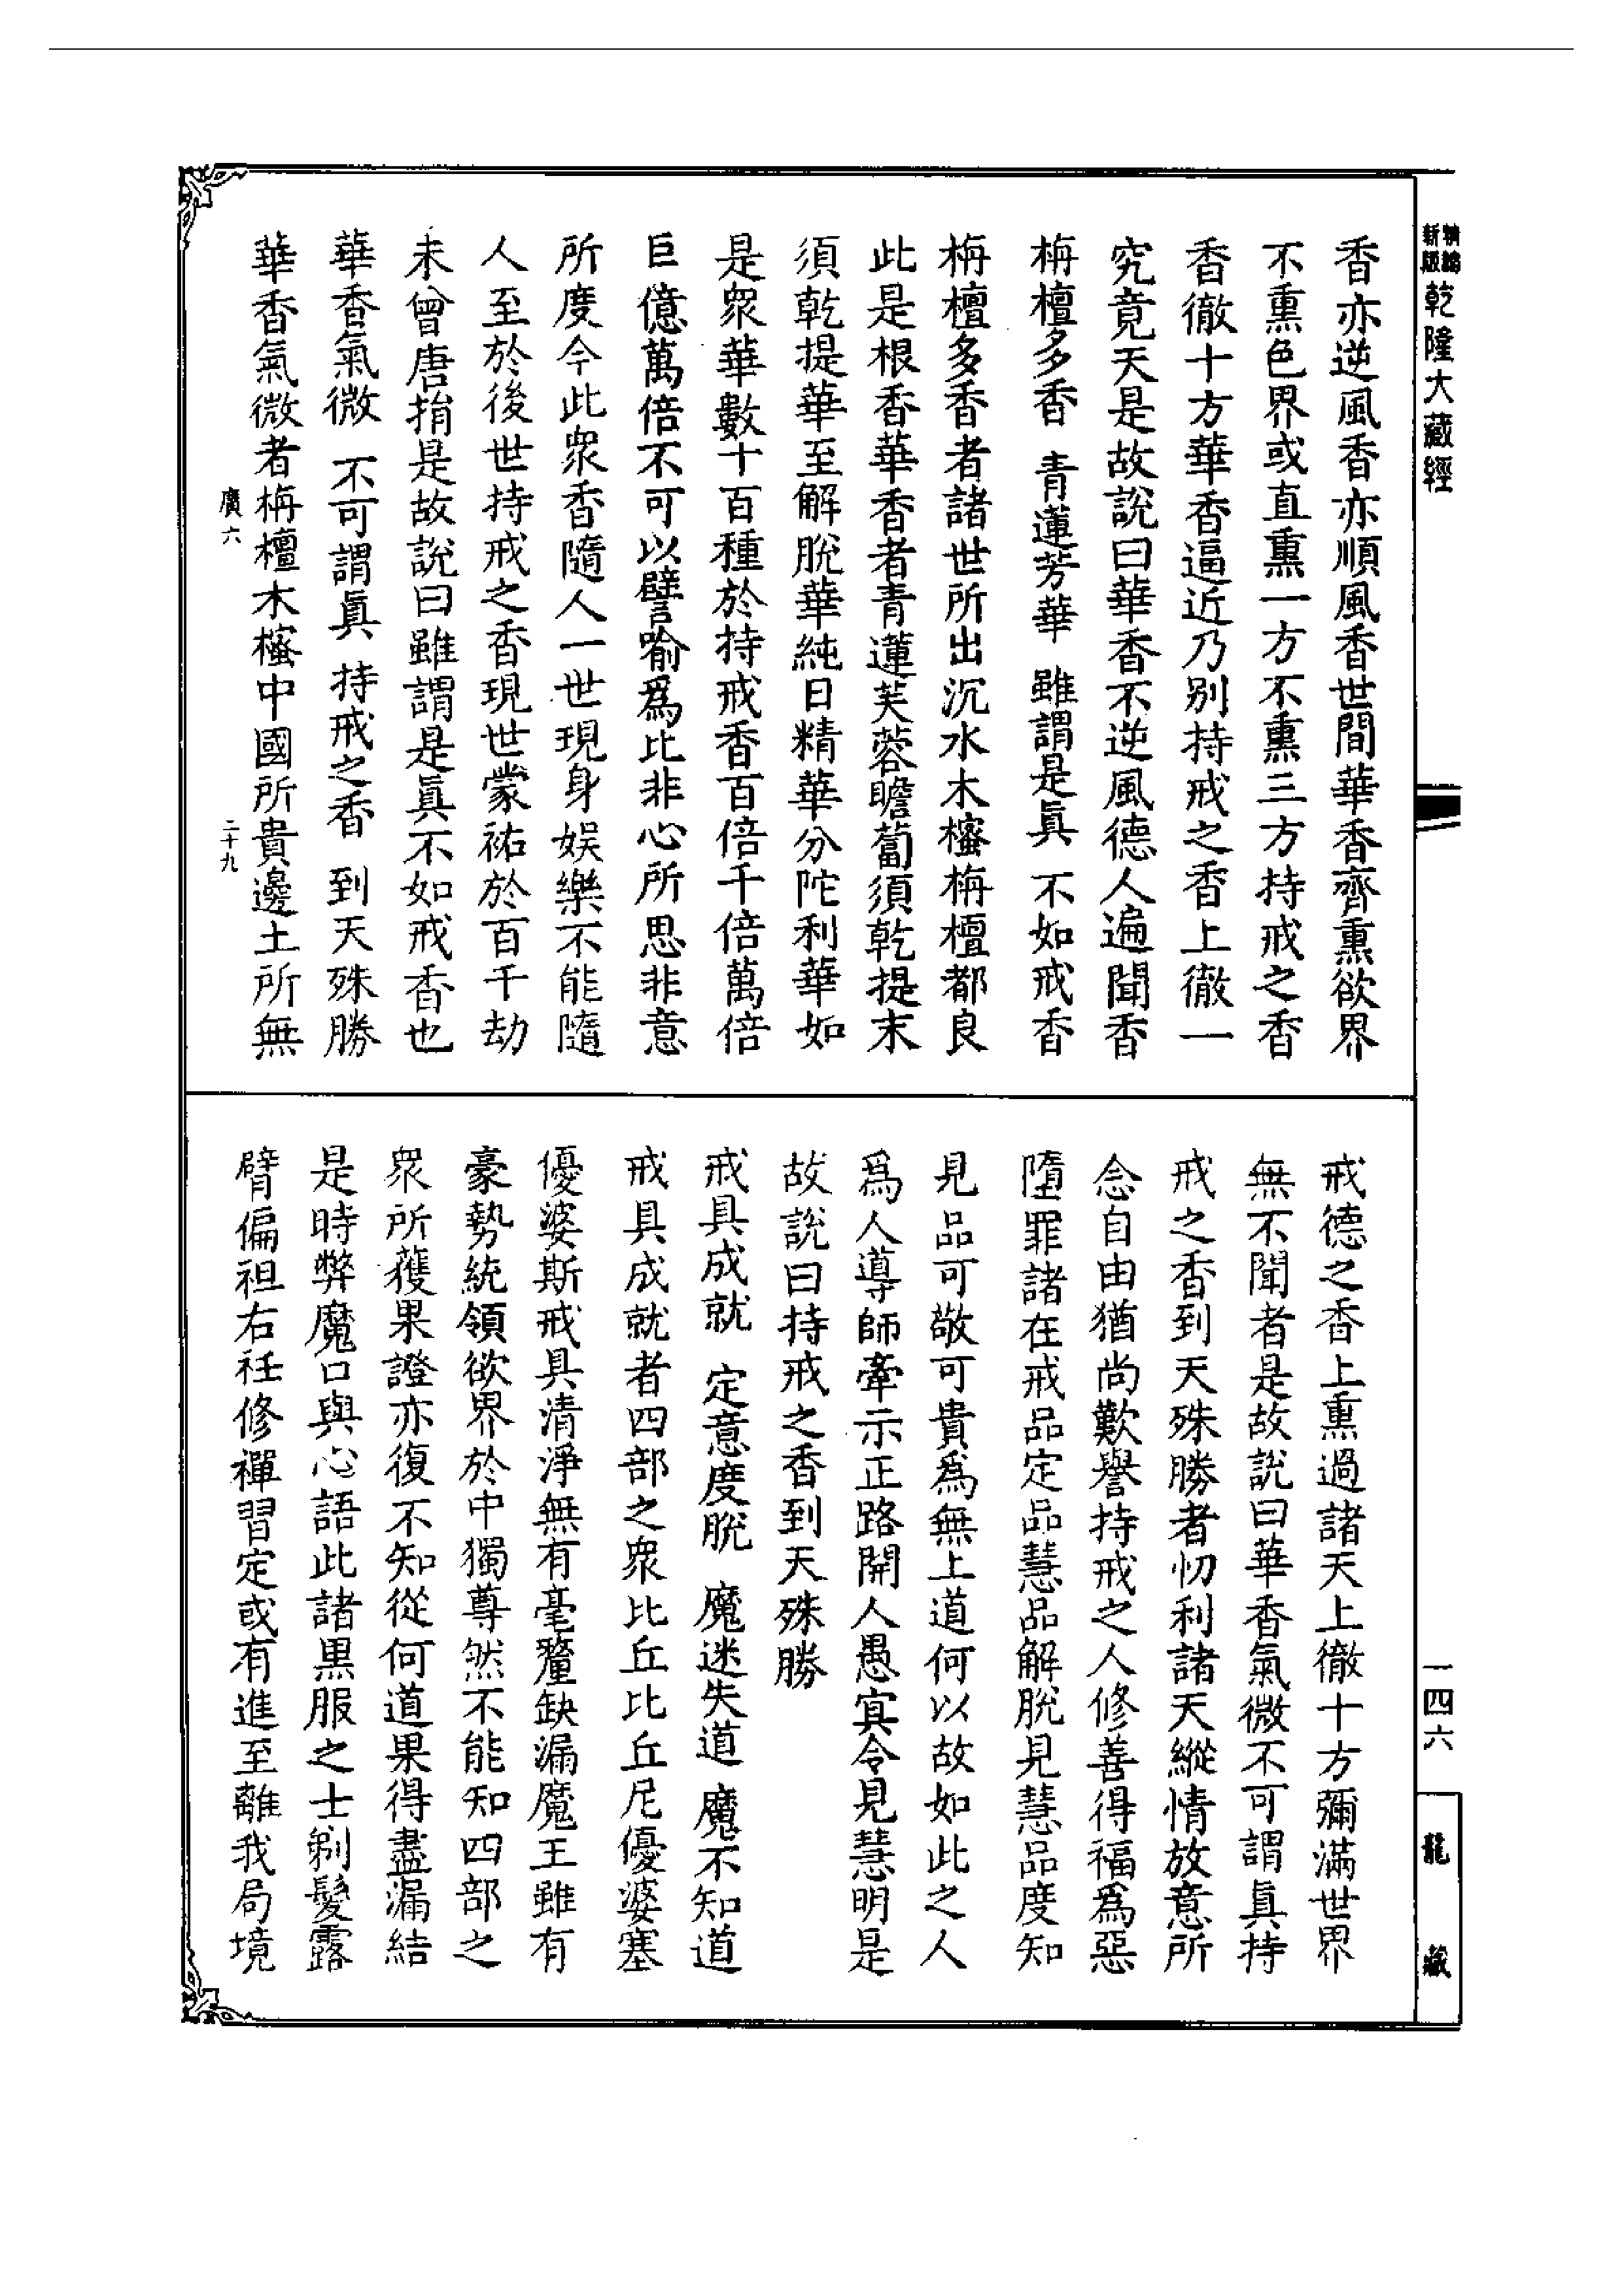 新版
精編
乾隆大藏經
香亦逆風香亦順風香世間華香齊熏欲界
不熏色界或直熏一方不熏三方持戒之香
香徹十方華香逼近乃別持戒之香上徹一
究竟天是故說曰華香不逆風德人遍聞香
栴檀多香　青蓮芳華　雖謂是眞　不如戒香
栴檀多香者諸世所出沉水木櫁栴檀都良
此是根香華香者青蓮芙蓉瞻蔔須乾提末
須乾提華至解脫華純日精華分陀利華如
是衆華數十百種於持戒香百倍千倍萬倍
巨億萬倍不可以譬喻爲比非心所思非意
所度今此衆香隨人一世現身娱樂不能隨
人至於後世持戒之香現世蒙祐於百千劫
未曾唐捐是故說曰雖謂是眞不如戒香也
華香氣微　不可謂眞　持戒之香　到天殊勝
華香氣微者栴檀木櫁中國所貴邊土所無
廣六
二十九
戒德之香上熏過諸天上徹十方彌滿世界
無不聞者是故說曰華香氣微不可謂眞持
戒之香到天殊勝者忉利諸天縱情放意所
念自由猶尚歎譽持戒之人修善得福爲惡
墮罪諸在戒品定品慧品解脫見慧品度知
見品可敬可貴爲無上道何以故如此之人
爲人導師牽示正路開人愚冥令見慧明是
故說曰持戒之香到天殊勝
戒具成就　定意度脫　魔迷失道　魔不知道
戒具成就者四部之衆比丘比丘尼優婆塞
優婆斯戒具清淨無有毫釐缺漏魔王雖有
豪勢統領欲界於中獨尊然不能知四部之
衆所獲果證亦復不知從何道果得盡漏結
是時弊魔口與心語此諸黑服之士剃髮露
臂偏袒右衽修禪習定或有進至離我局境
一四六
龍藏